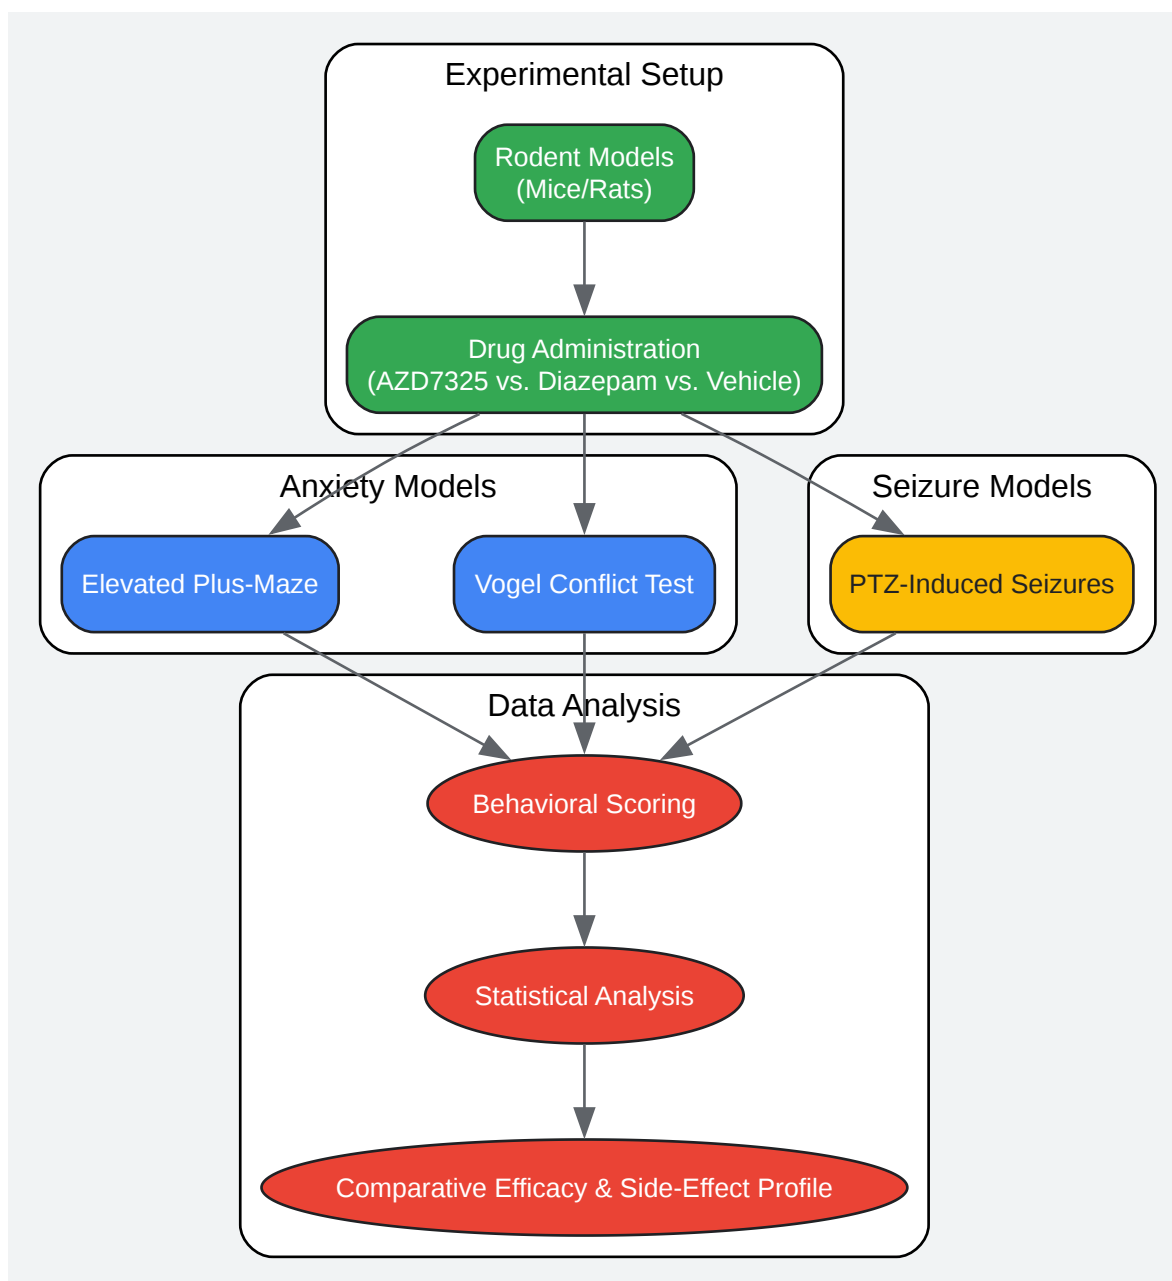 Experimental Setup
Rodent Models
(Mice/Rats)
Drug Administration
(AZD7325 vs. Diazepam vs. Vehicle)
Anxiety Models
Seizure Models
Elevated Plus-Maze
Vogel Conflict Test
PTZ-Induced Seizures
Data Analysis
Behavioral Scoring
Statistical Analysis
Comparative Efficacy & Side-Effect Profile